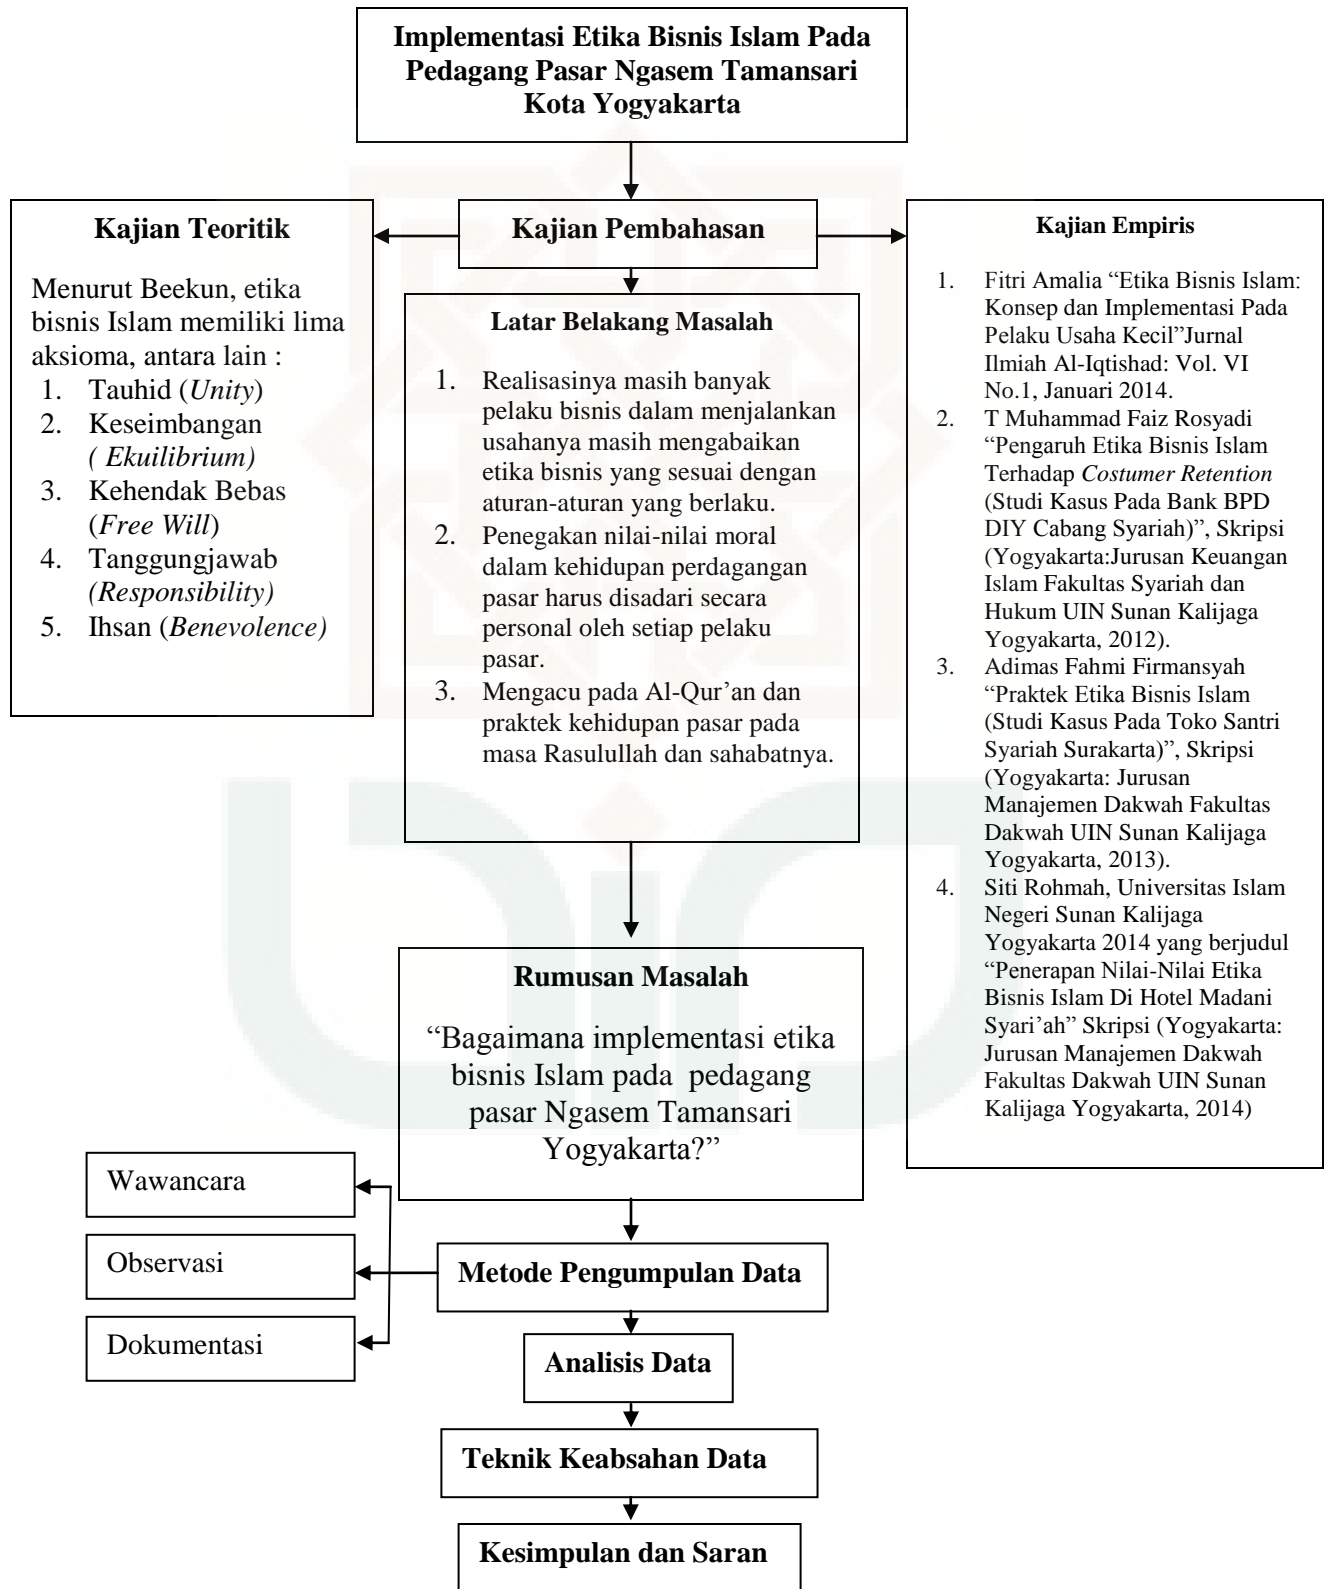 Implementasi Etika Bisnis Islam Pada
Pedagang Pasar Ngasem Tamansari
Kota Yogyakarta
Kajian Teoritik
Menurut Beekun, etika
bisnis Islam memiliki lima
aksioma, antara lain :
1. Tauhid (Unity)
2. Keseimbangan
( Ekuilibrium)
3. Kehendak Bebas
(Free Will)
4. Tanggungjawab
(Responsibility)
5. Ihsan (Benevolence)
Kajian Pembahasan
Latar Belakang Masalah
1. Realisasinya masih banyak
pelaku bisnis dalam menjalankan
usahanya masih mengabaikan
etika bisnis yang sesuai dengan
aturan-aturan yang berlaku.
2. Penegakan nilai-nilai moral
dalam kehidupan perdagangan
pasar harus disadari secara
personal oleh setiap pelaku
pasar.
3. Mengacu pada Al-Qur’an dan
praktek kehidupan pasar pada
masa Rasulullah dan sahabatnya.
Kajian Empiris
1. Fitri Amalia “Etika Bisnis Islam:
Konsep dan Implementasi Pada
Pelaku Usaha Kecil”Jurnal
Ilmiah Al-Iqtishad: Vol. VI
No.1, Januari 2014.
2. T Muhammad Faiz Rosyadi
“Pengaruh Etika Bisnis Islam
Terhadap Costumer Retention
(Studi Kasus Pada Bank BPD
DIY Cabang Syariah)”, Skripsi
(Yogyakarta:Jurusan Keuangan
Islam Fakultas Syariah dan
Hukum UIN Sunan Kalijaga
Yogyakarta, 2012).
3. Adimas Fahmi Firmansyah
“Praktek Etika Bisnis Islam
(Studi Kasus Pada Toko Santri
Syariah Surakarta)”, Skripsi
(Yogyakarta: Jurusan
Manajemen Dakwah Fakultas
Dakwah UIN Sunan Kalijaga
Yogyakarta, 2013).
4. Siti Rohmah, Universitas Islam
Negeri Sunan Kalijaga
Yogyakarta 2014 yang berjudul
“Penerapan Nilai-Nilai Etika
Bisnis Islam Di Hotel Madani
Syari’ah” Skripsi (Yogyakarta:
Jurusan Manajemen Dakwah
Fakultas Dakwah UIN Sunan
Kalijaga Yogyakarta, 2014)
Rumusan Masalah
“Bagaimana implementasi etika
bisnis Islam pada pedagang
pasar Ngasem Tamansari
Yogyakarta?”
Wawancara
Observasi
Dokumentasi
Metode Pengumpulan Data
Analisis Data
Teknik Keabsahan Data
Kesimpulan dan Saran